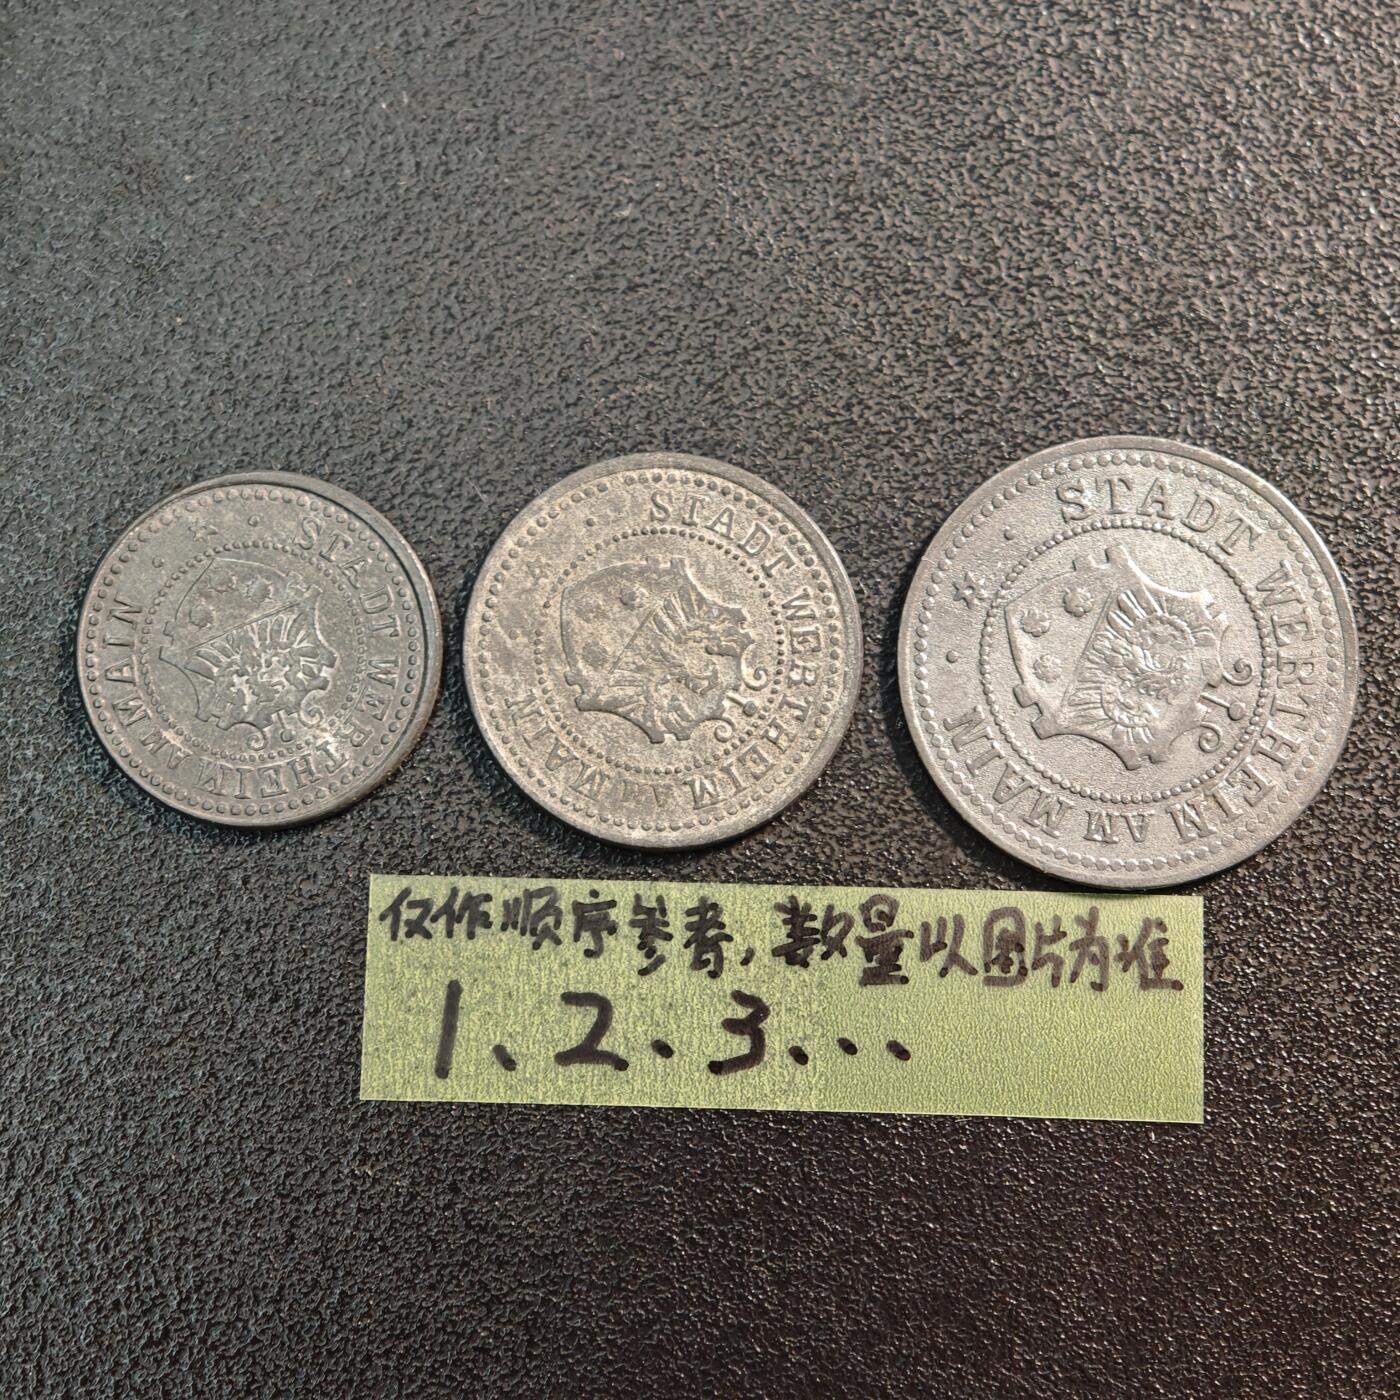 STADT WERTHEIM AM MAIN
STADT WERTHEIM AM MAIN
STADT WERTHEIM AM MAIN
仅作顺序参考,数量以图片为准
1、2、3...